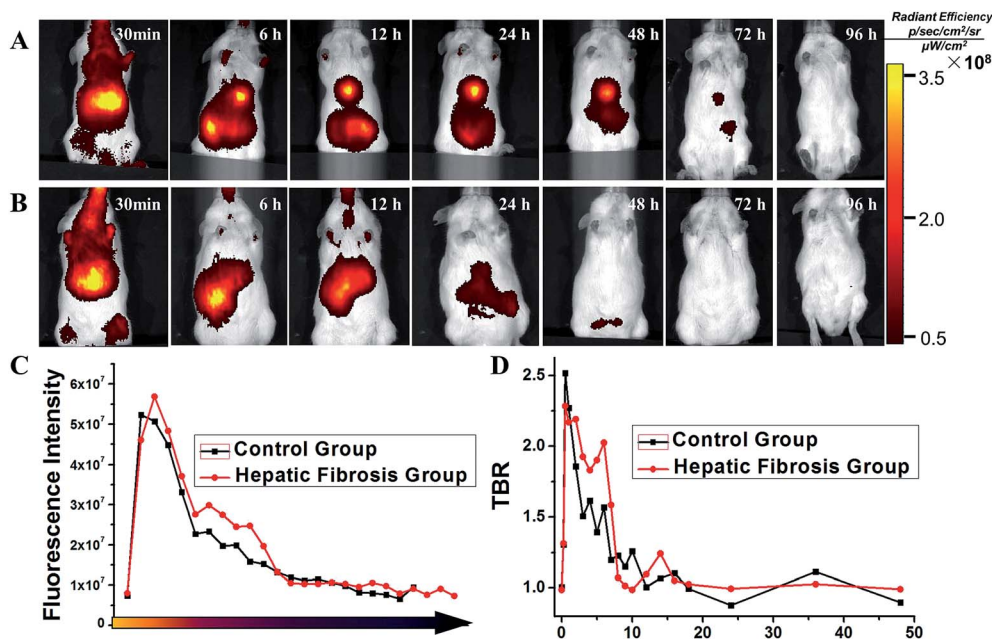 A
30min
6 h
12 h
24 h
48 h
72 h
96 h
Radiant Efficiency
p/sec/cm²/sr
μW/cm²
×10⁸
3.5
2.0
0.5
B
30min
6 h
12 h
24 h
48 h
72 h
96 h
C
Fluorescence Intensity
6x10⁷
5x10⁷
4x10⁷
3x10⁷
2x10⁷
1x10⁷
0
Control Group
Hepatic Fibrosis Group
D
TBR
2.5
2.0
1.5
1.0
Control Group
Hepatic Fibrosis Group
0
10
20
30
40
50